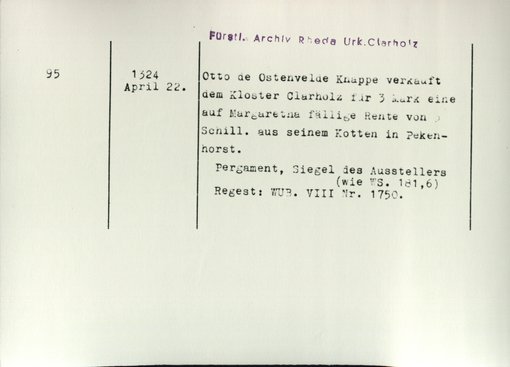 Fürstl. Archiv Rheda Urk.Clarholz
95
1324
April 22.
Otto de Ostenvelde Knappe verkauft
dem Kloster Clarholz für 3 Mark eine
auf Margaretha fällige Rente von
Schill. aus seinem Kotten in Peken-
horst.
Pergament, Siegel des Ausstellers
(wie WS. 181,6)
Regest: WUB. VIII Nr. 1750.